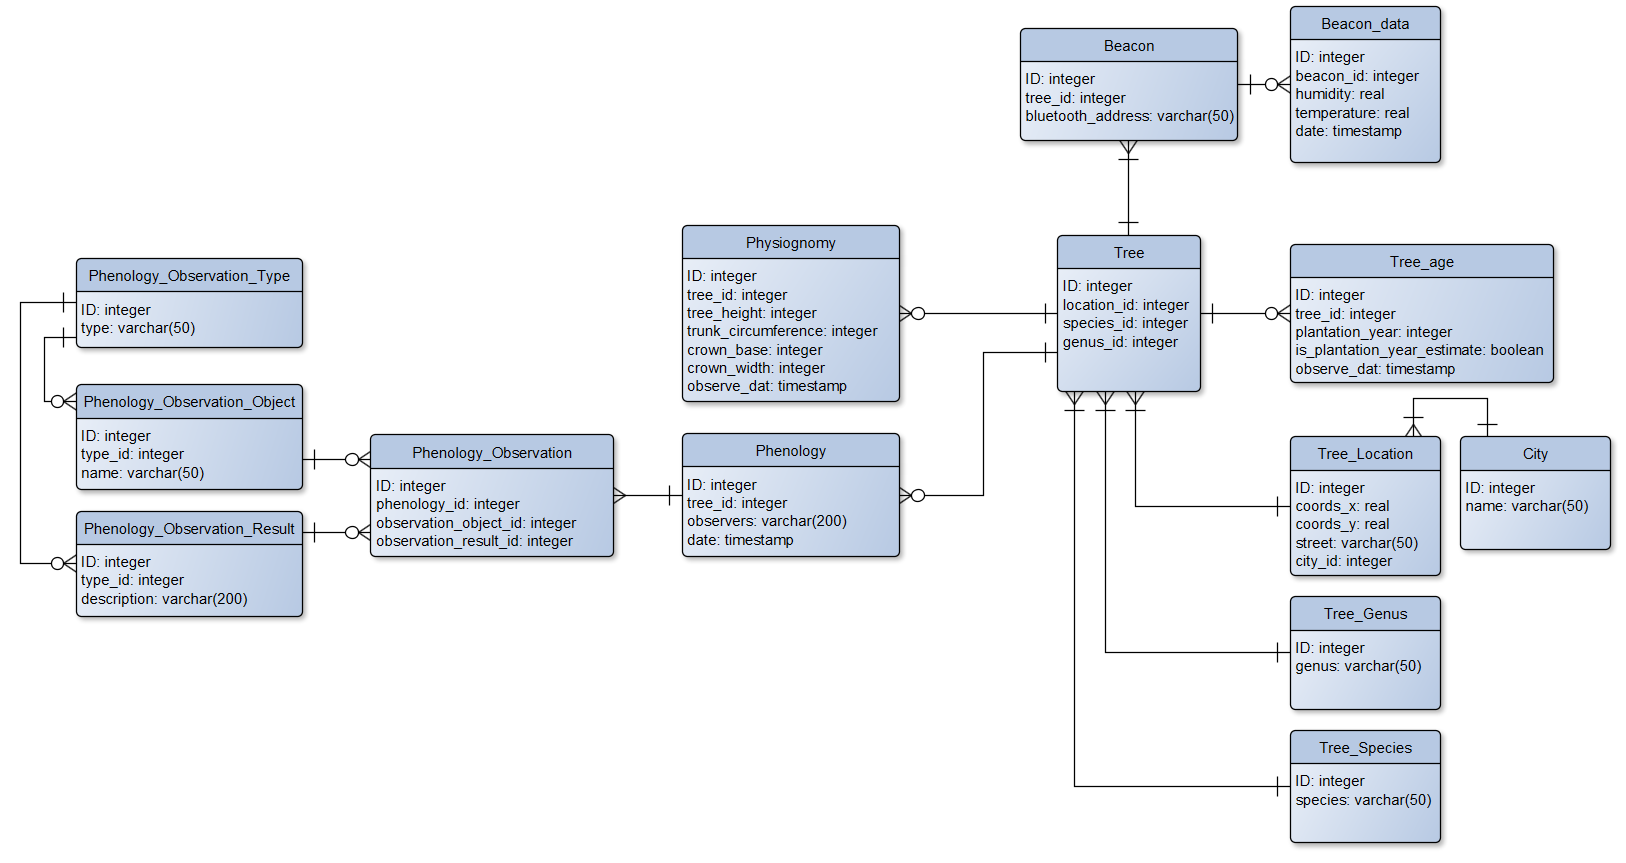 Beacon_data
ID: integer
beacon_id: integer
humidity: real
temperature: real
date: timestamp
Beacon
ID: integer
tree_id: integer
bluetooth_address: varchar(50)
Physiognomy
ID: integer
tree_id: integer
tree_height: integer
trunk_circumference: integer
crown_base: integer
crown_width: integer
observe_dat: timestamp
Tree
ID: integer
location_id: integer
species_id: integer
genus_id: integer
Tree_age
ID: integer
tree_id: integer
plantation_year: integer
is_plantation_year_estimate: boolean
observe_dat: timestamp
Phenology_Observation_Type
ID: integer
type: varchar(50)
Phenology_Observation_Object
ID: integer
type_id: integer
name: varchar(50)
Phenology_Observation_Result
ID: integer
type_id: integer
description: varchar(200)
Phenology_Observation
ID: integer
phenology_id: integer
observation_object_id: integer
observation_result_id: integer
Phenology
ID: integer
tree_id: integer
observers: varchar(200)
date: timestamp
Tree_Location
ID: integer
coords_x: real
coords_y: real
street: varchar(50)
city_id: integer
City
ID: integer
name: varchar(50)
Tree_Genus
ID: integer
genus: varchar(50)
Tree_Species
ID: integer
species: varchar(50)